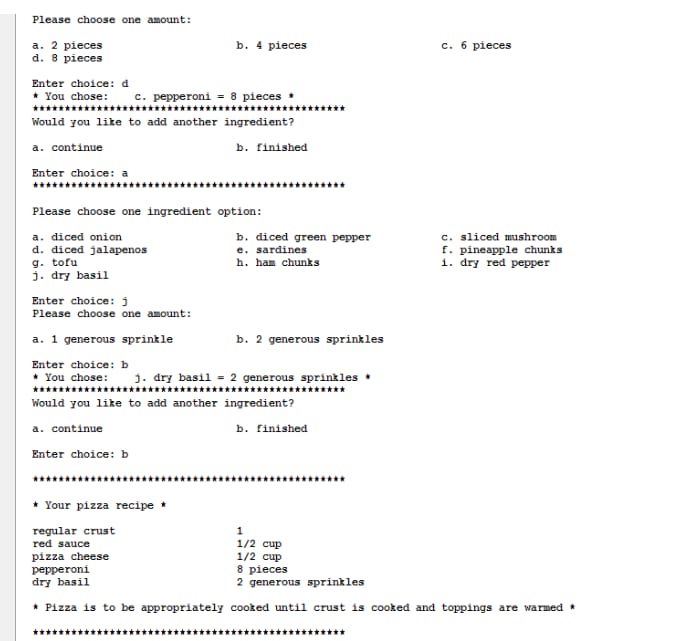 Please choose one amount:
a. 2 pieces b. 4 pieces c. 6 pieces
d. 8 pieces
Enter choice: d
* You chose: c. pepperoni = 8 pieces *
*************************************************
Would you like to add another ingredient?
a. continue b. finished
Enter choice: a
*************************************************
Please choose one ingredient option:
a. diced onion b. diced green pepper c. sliced mushroom
d. diced jalapenos e. sardines f. pineapple chunks
g. tofu h. ham chunks i. dry red pepper
j. dry basil
Enter choice: j
Please choose one amount:
a. 1 generous sprinkle b. 2 generous sprinkles
Enter choice: b
* You chose: j. dry basil = 2 generous sprinkles *
*************************************************
Would you like to add another ingredient?
a. continue b. finished
Enter choice: b
*************************************************
* Your pizza recipe *
regular crust 1
red sauce 1/2 cup
pizza cheese 1/2 cup
pepperoni 8 pieces
dry basil 2 generous sprinkles
* Pizza is to be appropriately cooked until crust is cooked and toppings are warmed *
*************************************************